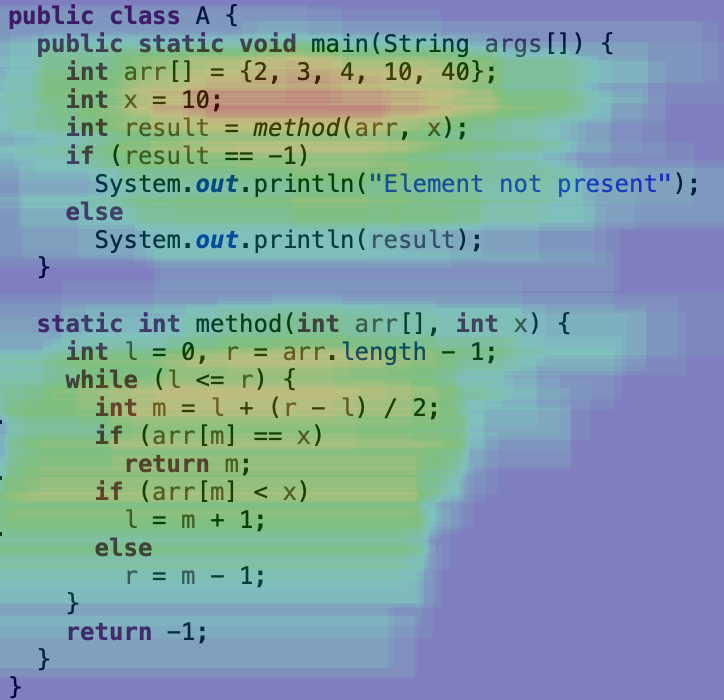 public class A {
  public static void main(String args[]) {
    int arr[] = {2, 3, 4, 10, 40};
    int x = 10;
    int result = method(arr, x);
    if (result == -1)
      System.out.println("Element not present");
    else
      System.out.println(result);
  }

  static int method(int arr[], int x) {
    int l = 0, r = arr.length - 1;
    while (l <= r) {
      int m = l + (r - l) / 2;
      if (arr[m] == x)
        return m;
      if (arr[m] < x)
        l = m + 1;
      else
        r = m - 1;
    }
    return -1;
  }
}